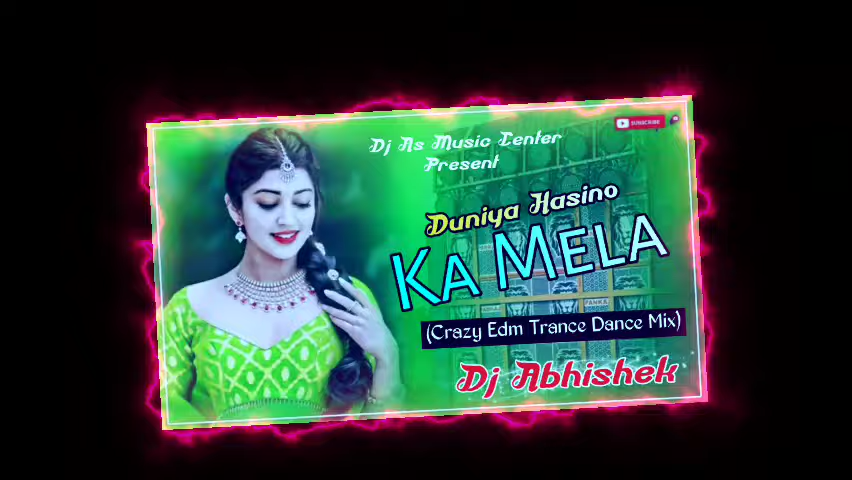 Dj As Music Center
Present
SUBSCRIBE
Duniya Hasino
KA MELA
(Crazy Edm Trance Dance Mix)
Dj Abhishek